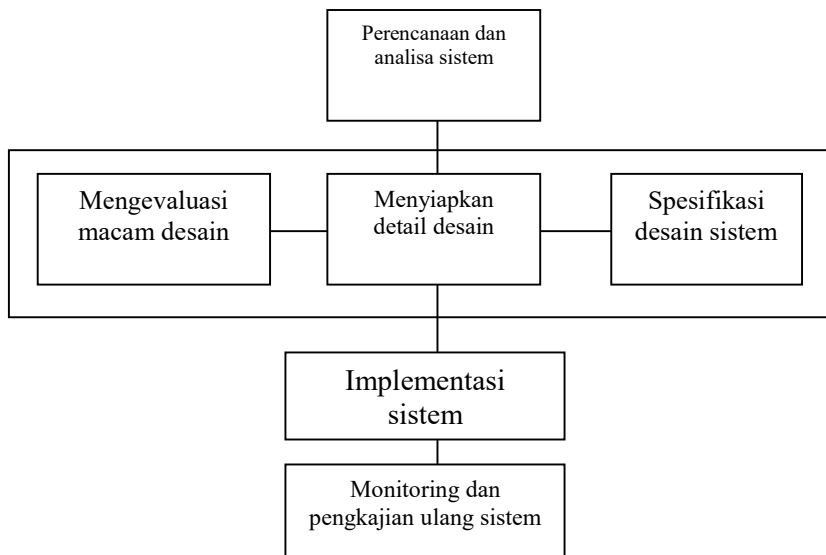 Perencanaan dan
analisa sistem
Mengevaluasi
macam desain
Menyiapkan
detail desain
Spesifikasi
desain sistem
Implementasi
sistem
Monitoring dan
pengkajian ulang sistem